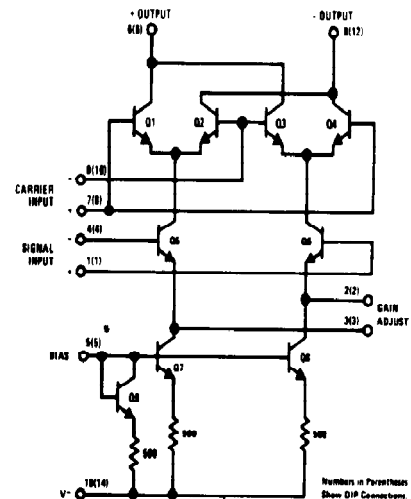 + OUTPUT
6(6)
- OUTPUT
9(12)
Q1
Q2
Q3
Q4
CARRIER
INPUT
- 8(10)
+ 7(8)
SIGNAL
INPUT
- 4(4)
+ 1(1)
Q5
Q6
2(2)
GAIN
ADJUST
3(3)
BIAS
5(5)
Q7
Q8
500
500
500
V- 10(14)
Numbers in Parentheses
Show DIP Connections